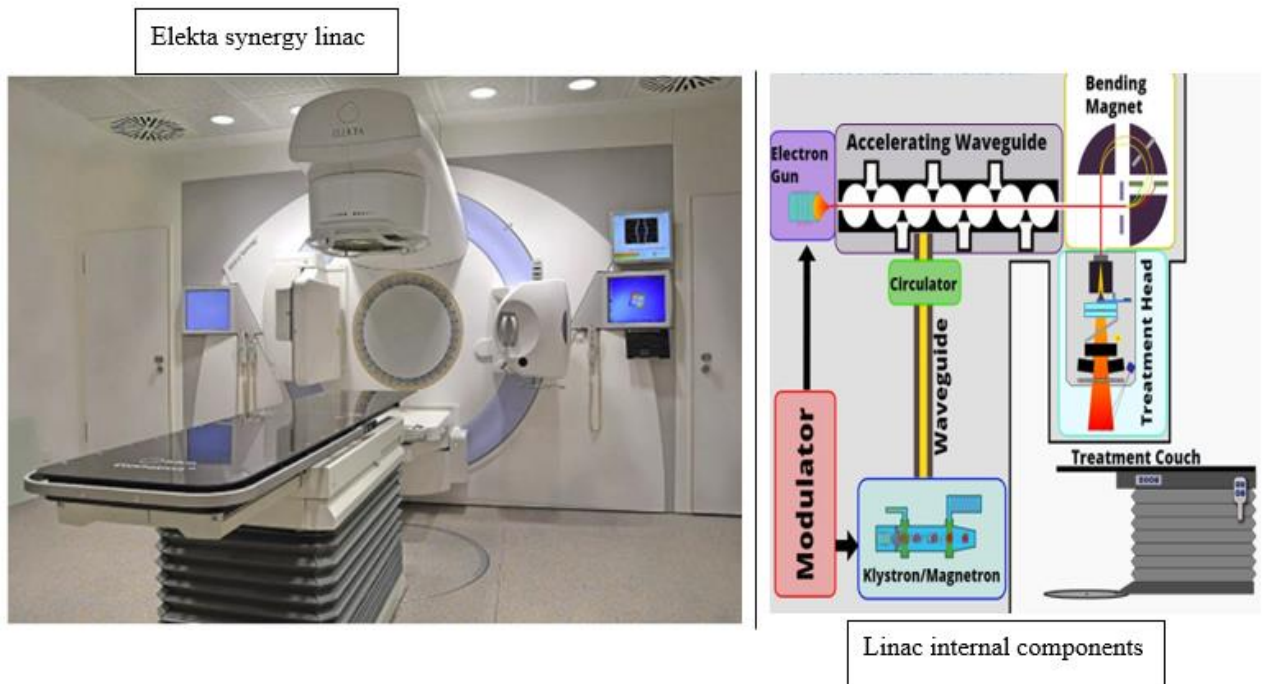 Elekta synergy linac
ELEKTA
Bending
Magnet
Accelerating Waveguide
Electron
Gun
Circulator
Waveguide
Modulator
Klystron/Magnetron
Treatment Head
Treatment Couch
Linac internal components